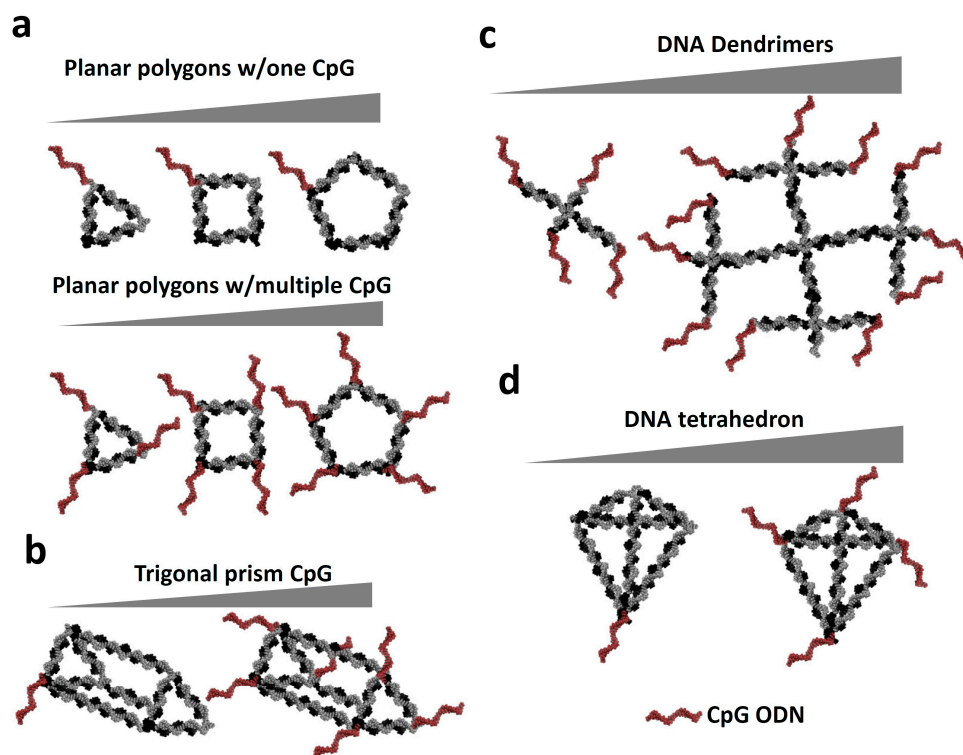 a
Planar polygons w/one CpG
Planar polygons w/multiple CpG
b
Trigonal prism CpG
c
DNA Dendrimers
d
DNA tetrahedron
CpG ODN